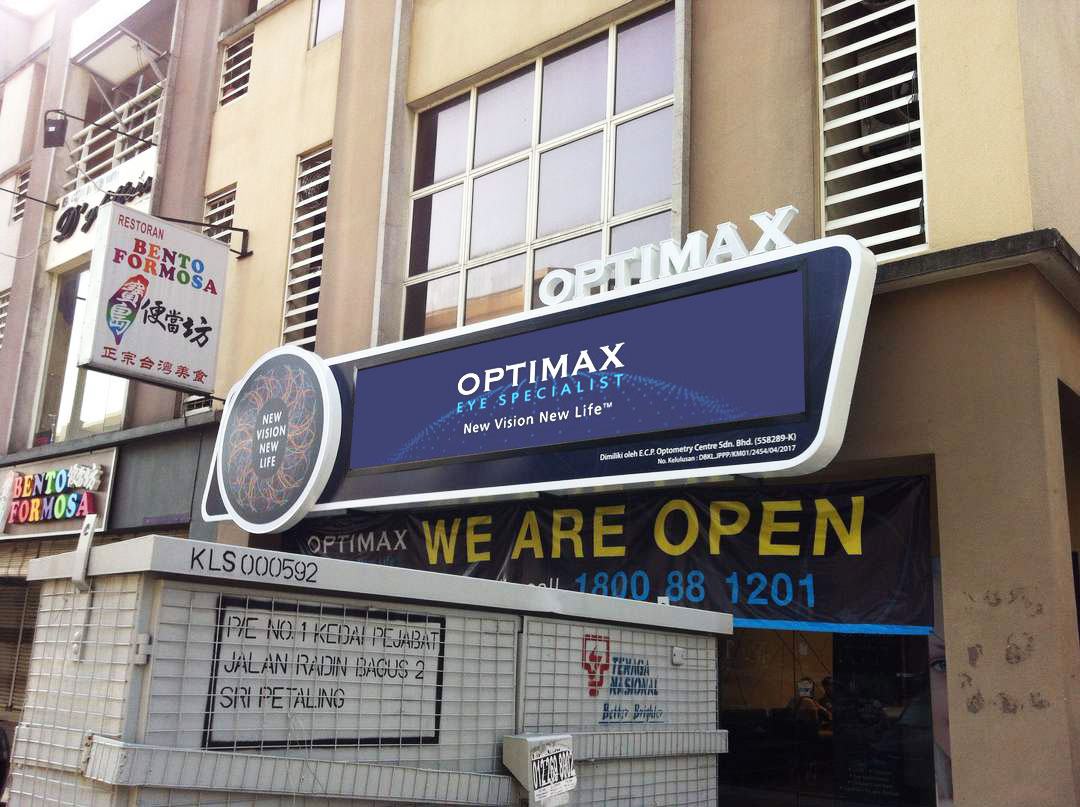 RESTORAN
BENTO
FORMOSA
寶島
便當坊
正宗台湾美食
BENTO
FORMOSA
OPTIMAX
OPTIMAX
EYE SPECIALIST
New Vision New Life™
NEW
VISION
NEW
LIFE
Dimiliki oleh E.C.P. Optometry Centre Sdn. Bhd. (558289-K)
No. Kelulusan : DBKL.JPPP/KM01/2454/04/2017
OPTIMAX WE ARE OPEN
call 1800 88 1201
KLS 000592
P/E NO. 1 KEDAI PEJABAT
JALAN RADIN BAGUS 2
SRI PETALING
TENAGA
NASIONAL
Better Brighter